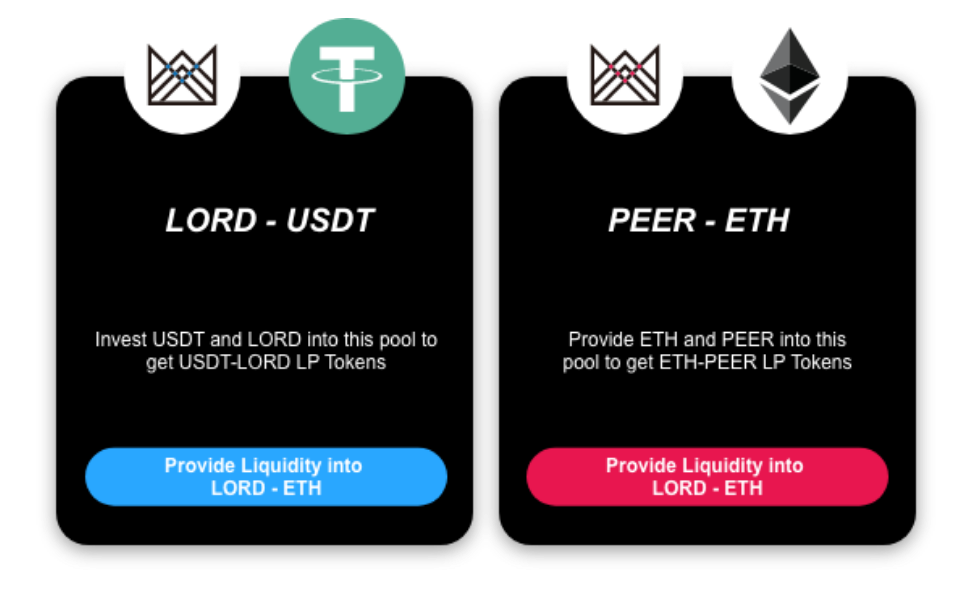 LORD - USDT
Invest USDT and LORD into this pool to
get USDT-LORD LP Tokens
Provide Liquidity into
LORD - ETH
PEER - ETH
Provide ETH and PEER into this
pool to get ETH-PEER LP Tokens
Provide Liquidity into
LORD - ETH